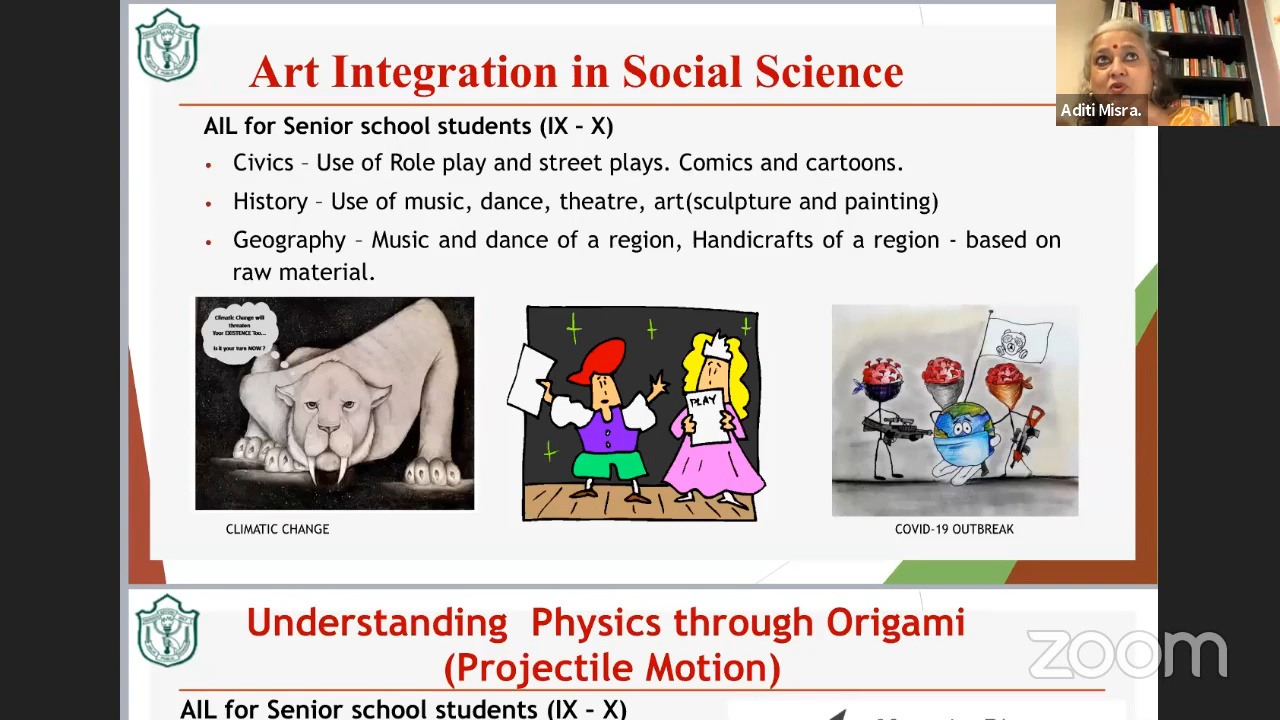 Art Integration in Social Science
Aditi Misra.
AIL for Senior school students (IX – X)
• Civics – Use of Role play and street plays. Comics and cartoons.
• History – Use of music, dance, theatre, art(sculpture and painting)
• Geography – Music and dance of a region, Handicrafts of a region - based on
raw material.
Climatic Change will
threaten
Your EXISTENCE Too...
Is it your turn NOW ?
PLAY
CLIMATIC CHANGE
COVID-19 OUTBREAK
Understanding Physics through Origami
(Projectile Motion)
zoom
AIL for Senior school students (IX – X)